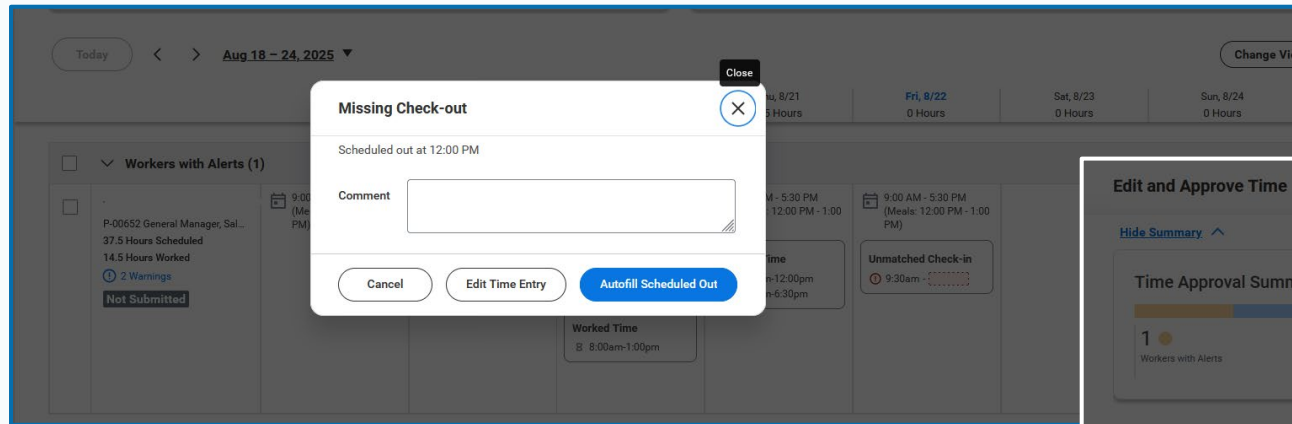 Today
Aug 18 – 24, 2025
Change Vi
Close
8/21
Hours
Fri, 8/22
0 Hours
Sat, 8/23
0 Hours
Sun, 8/24
0 Hours
Missing Check-out
Scheduled out at 12:00 PM
Comment
Cancel
Edit Time Entry
Autofill Scheduled Out
Workers with Alerts (1)
P-00652 General Manager, Sal...
37.5 Hours Scheduled
14.5 Hours Worked
2 Warnings
Not Submitted
9:00
(Me
PM)
Worked Time
8:00am-1:00pm
M - 5:30 PM
12:00 PM - 1:00
ime
-12:00pm
-6:30pm
9:00 AM - 5:30 PM
(Meals: 12:00 PM - 1:00
PM)
Unmatched Check-in
9:30am -
Edit and Approve Time
Hide Summary
Time Approval Summ
1
Workers with Alerts